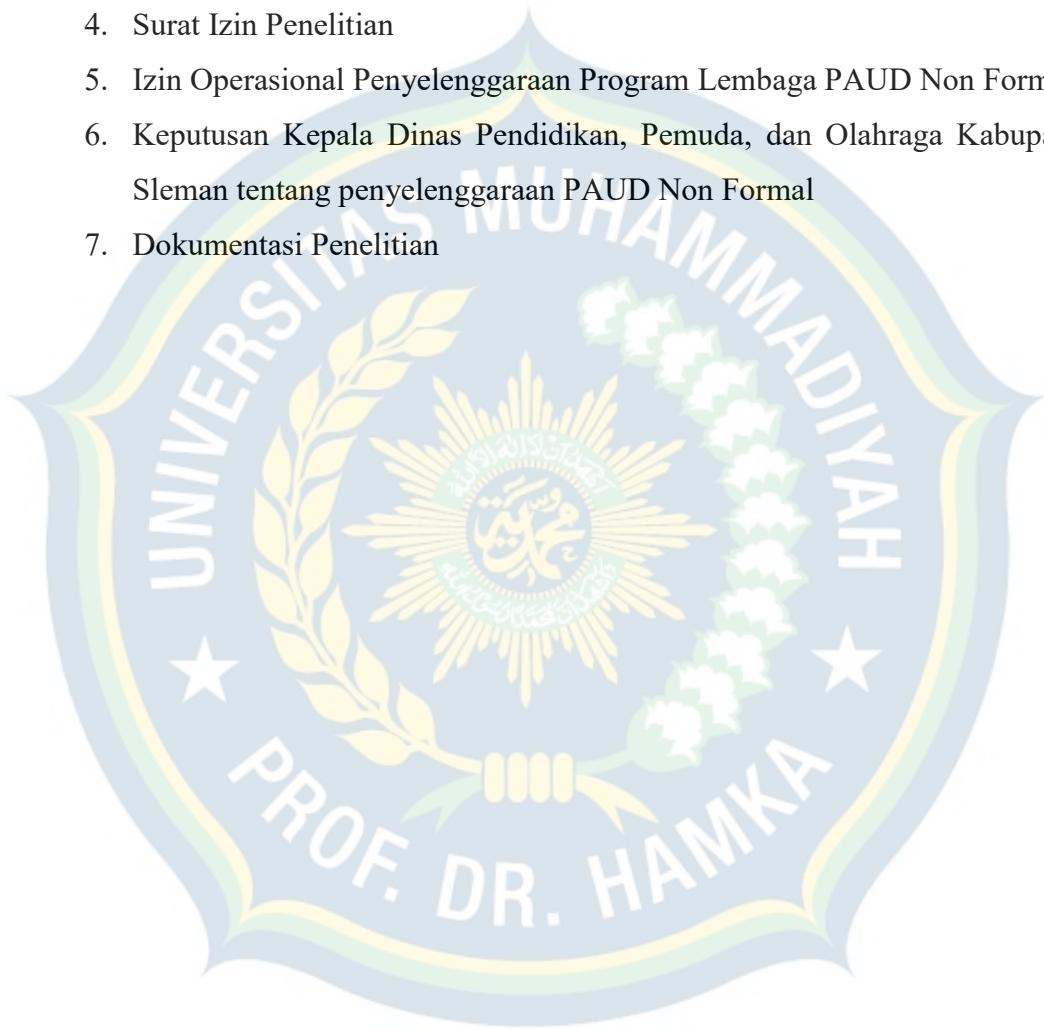 4. Surat Izin Penelitian
5. Izin Operasional Penyelenggaraan Program Lembaga PAUD Non Form
6. Keputusan Kepala Dinas Pendidikan, Pemuda, dan Olahraga Kabupa
Sleman tentang penyelenggaraan PAUD Non Formal
7. Dokumentasi Penelitian
UNIVERSITAS MUHAMMADIYAH
PROF. DR. HAMKA